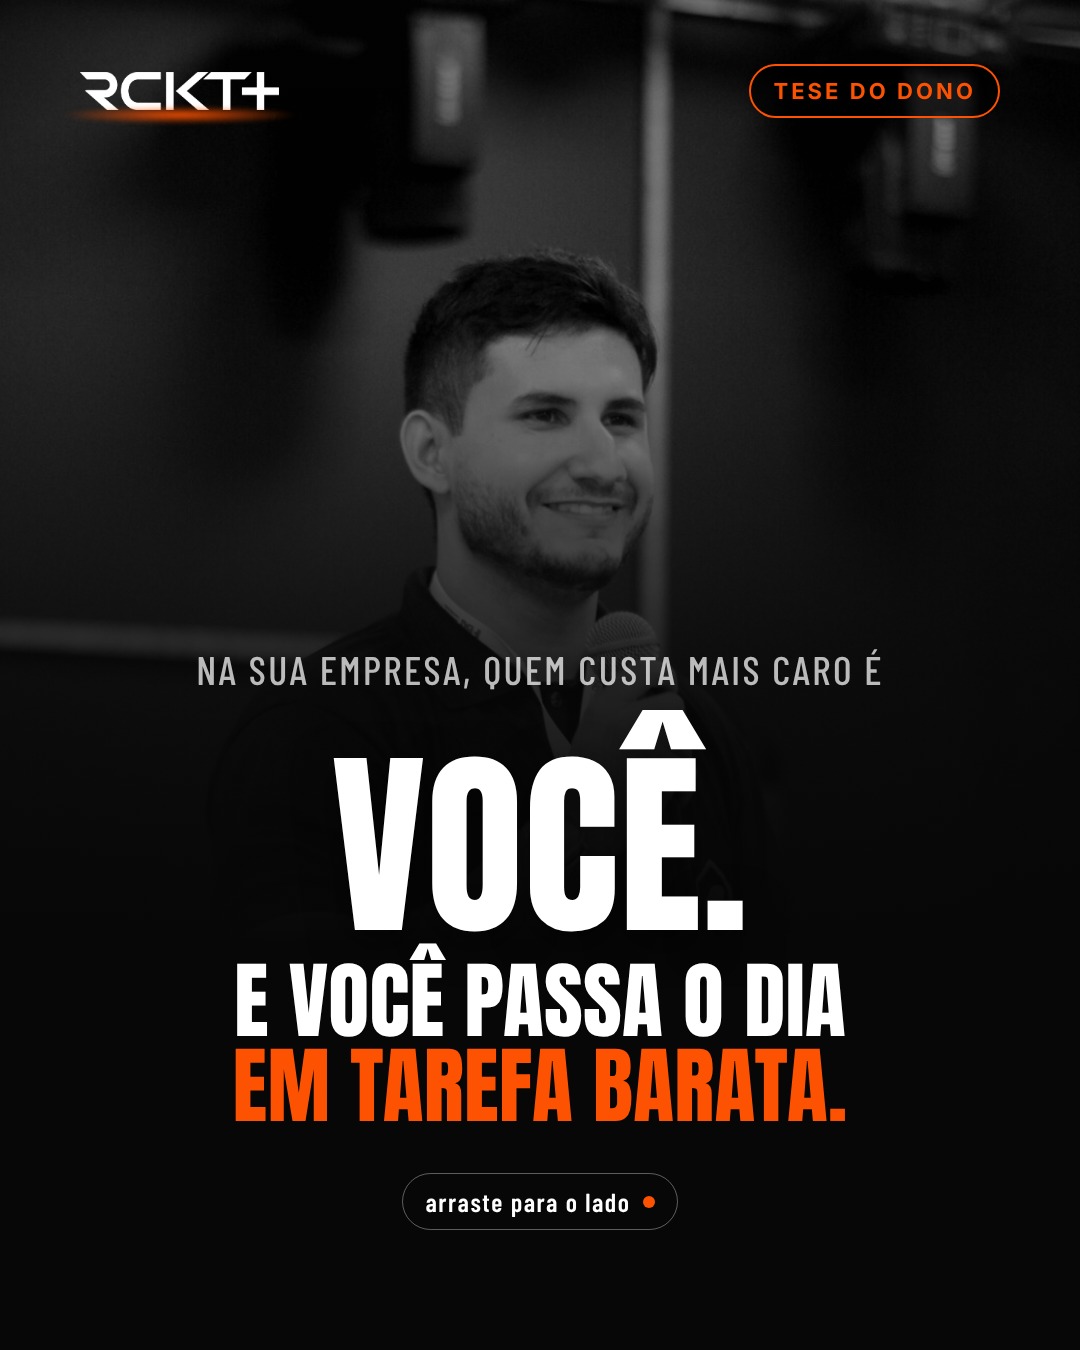 RCKT+
TESE DO DONO
NA SUA EMPRESA, QUEM CUSTA MAIS CARO É
VOCÊ.
E VOCÊ PASSA O DIA
EM TAREFA BARATA.
arraste para o lado